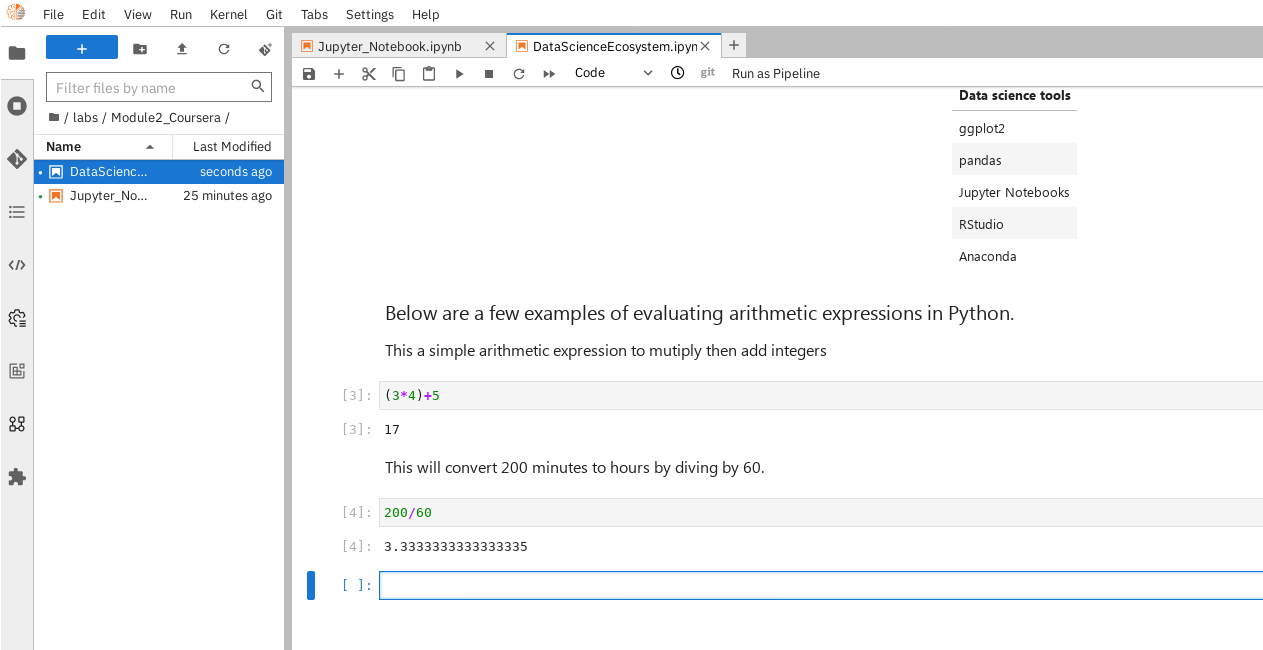 File Edit View Run Kernel Git Tabs Settings Help
+
Filter files by name
/ labs / Module2_Coursera /
Name Last Modified
DataScienc... seconds ago
Jupyter_No... 25 minutes ago
Jupyter_Notebook.ipynb
DataScienceEcosystem.ipyn
Code git Run as Pipeline
Data science tools
ggplot2
pandas
Jupyter Notebooks
RStudio
Anaconda
Below are a few examples of evaluating arithmetic expressions in Python.
This a simple arithmetic expression to mutiply then add integers
[3]: (3*4)+5
[3]: 17
This will convert 200 minutes to hours by diving by 60.
[4]: 200/60
[4]: 3.3333333333333335
[ ]: